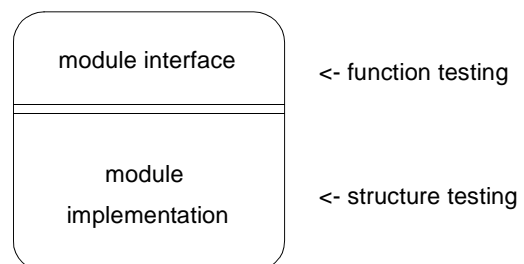 module interface
<- function testing
module
implementation
<- structure testing